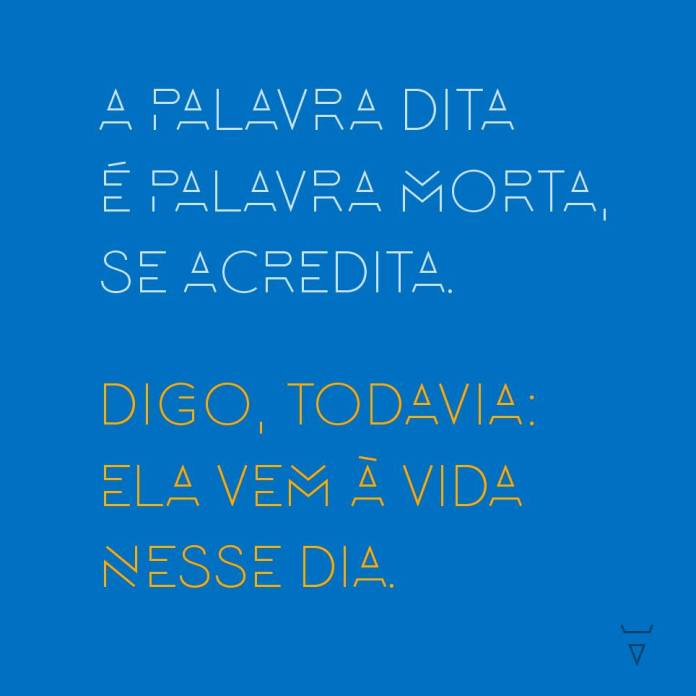 A PALAVRA DITA
É PALAVRA MORTA,
SE ACREDITA.
DIGO, TODAVIA:
ELA VEM À VIDA
NESSE DIA.